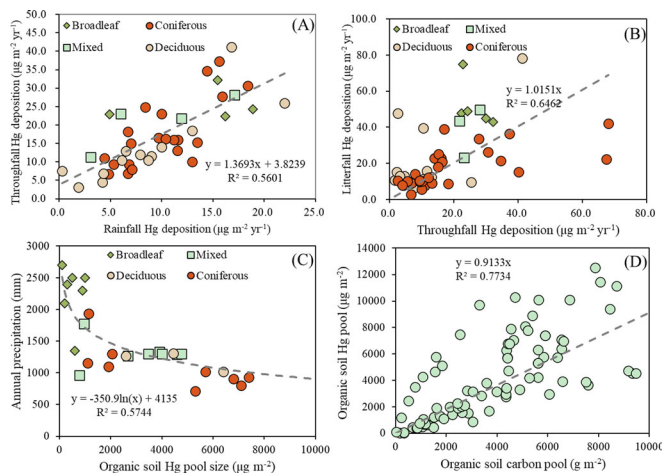 Broadleaf Coniferous (A)
Mixed Deciduous
Throughfall Hg deposition (µg m⁻² yr⁻¹)
45.0
40.0
35.0
30.0
25.0
20.0
15.0
10.0
5.0
0.0
y = 1.3693x + 3.8239
R² = 0.5601
0.0 5.0 10.0 15.0 20.0 25.0
Rainfall Hg deposition (µg m⁻² yr⁻¹)
Broadleaf Mixed
Deciduous Coniferous (B)
Litterfall Hg deposition (µg m⁻² yr⁻¹)
100.0
80.0
60.0
40.0
20.0
0.0
y = 1.0151x
R² = 0.6462
0.0 20.0 40.0 60.0 80.0
Throughfall Hg deposition (µg m⁻² yr⁻¹)
Broadleaf Mixed
Deciduous Coniferous
(C)
Annual precipitation (mm)
3000
2500
2000
1500
1000
500
0
y = -350.9ln(x) + 4135
R² = 0.5744
0 2000 4000 6000 8000 10000
Organic soil Hg pool size (µg m⁻²)
(D)
Organic soil Hg pool (µg m⁻²)
14000
12000
10000
8000
6000
4000
2000
0
y = 0.9133x
R² = 0.7734
0 2000 4000 6000 8000 10000
Organic soil carbon pool (g m⁻²)